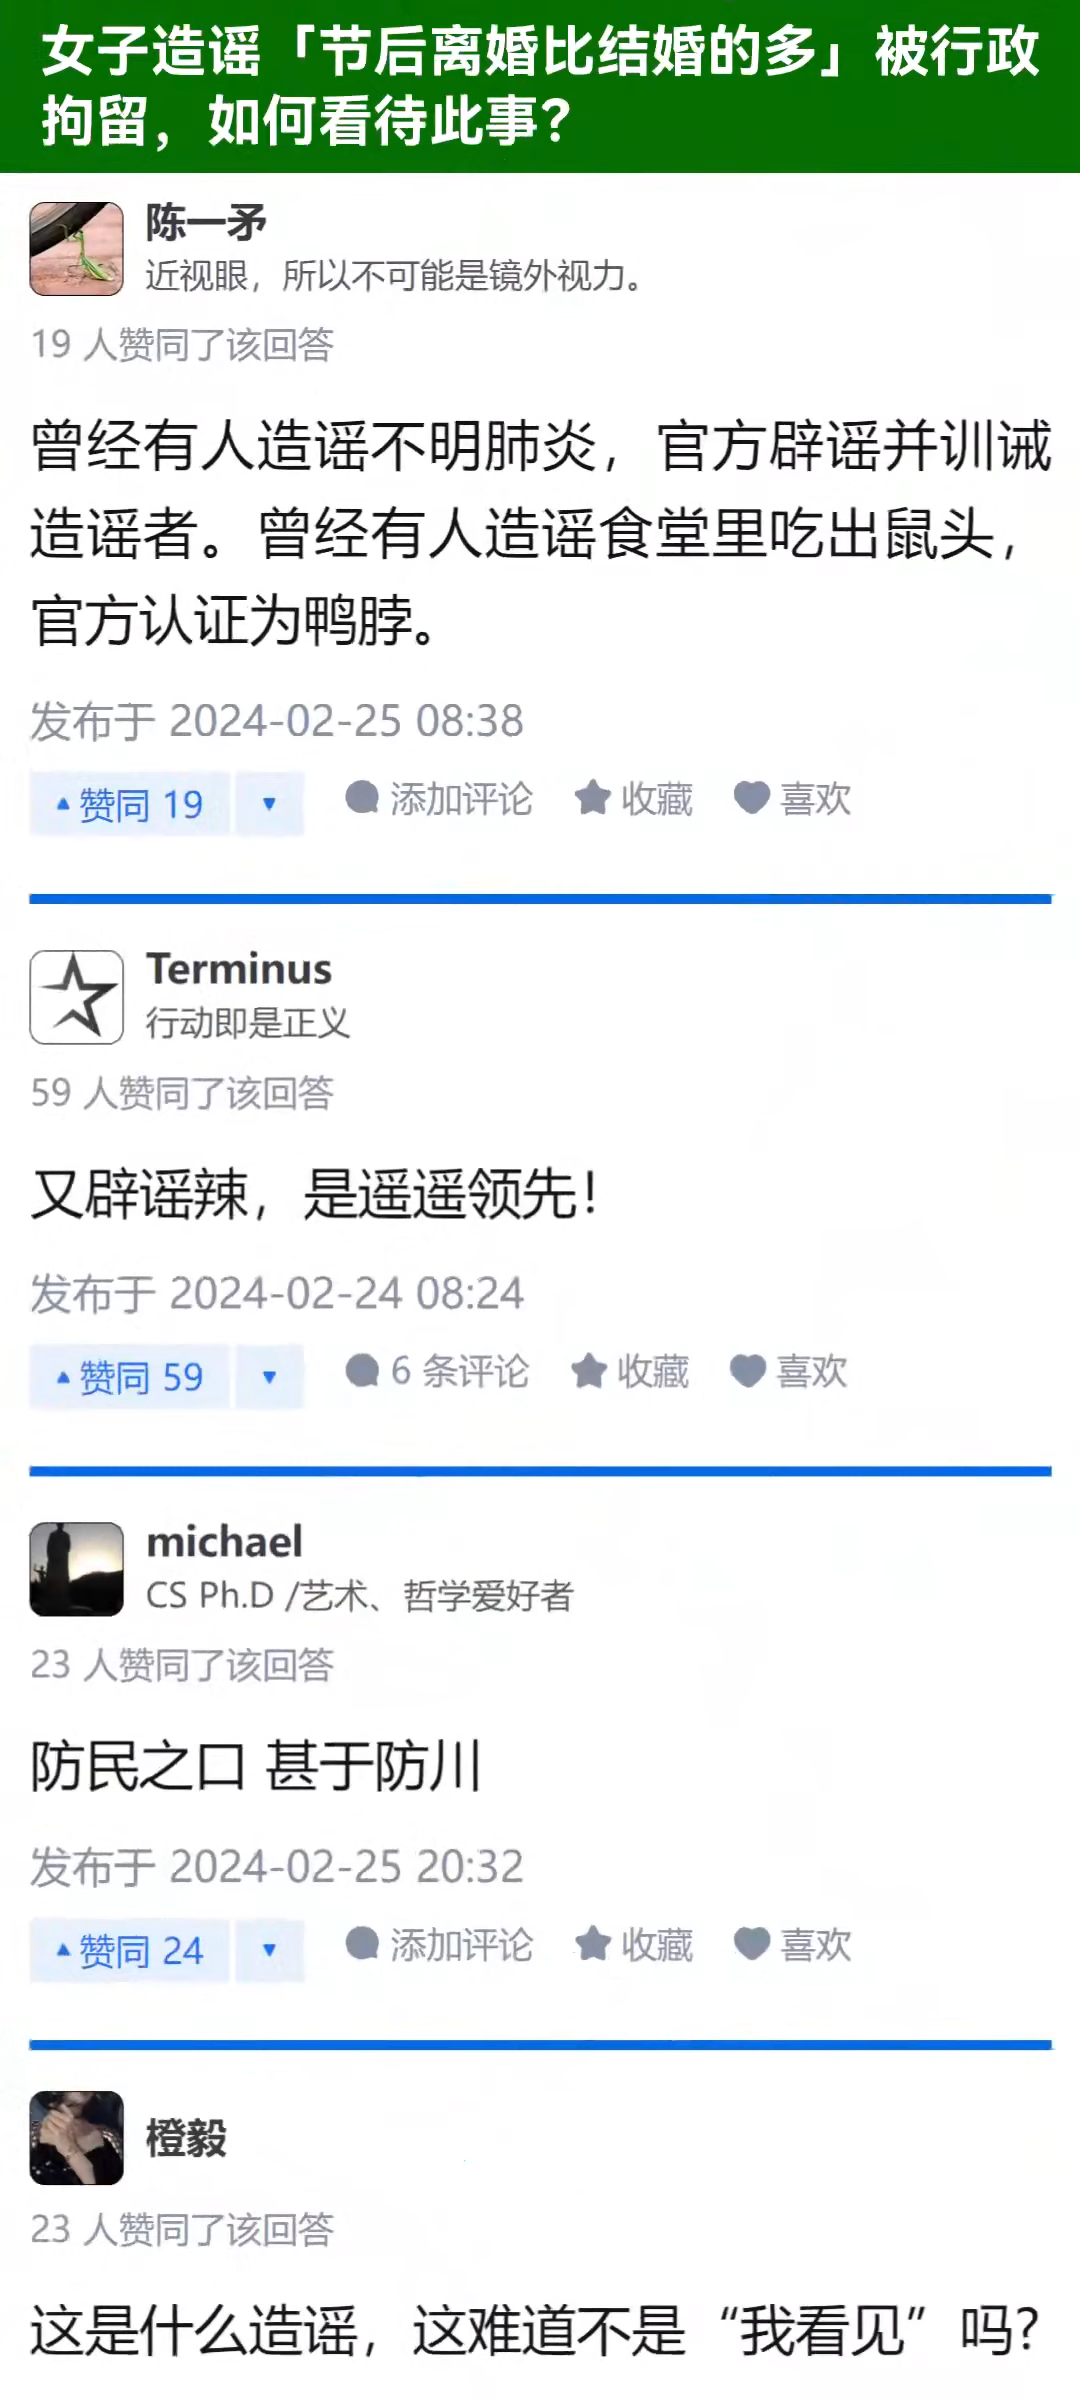 女子造谣「节后离婚比结婚的多」被行政
拘留，如何看待此事？
陈一矛
近视眼，所以不可能是镜外视力。
19 人赞同了该回答
曾经有人造谣不明肺炎，官方辟谣并训诫
造谣者。曾经有人造谣食堂里吃出鼠头，
官方认证为鸭脖。
发布于 2024-02-25 08:38
赞同 19
添加评论
收藏
喜欢
Terminus
行动即是正义
59 人赞同了该回答
又辟谣辣，是遥遥领先！
发布于 2024-02-24 08:24
赞同 59
6 条评论
收藏
喜欢
michael
CS Ph.D /艺术、哲学爱好者
23 人赞同了该回答
防民之口 甚于防川
发布于 2024-02-25 20:32
赞同 24
添加评论
收藏
喜欢
橙毅
23 人赞同了该回答
这是什么造谣，这难道不是“我看见”吗？